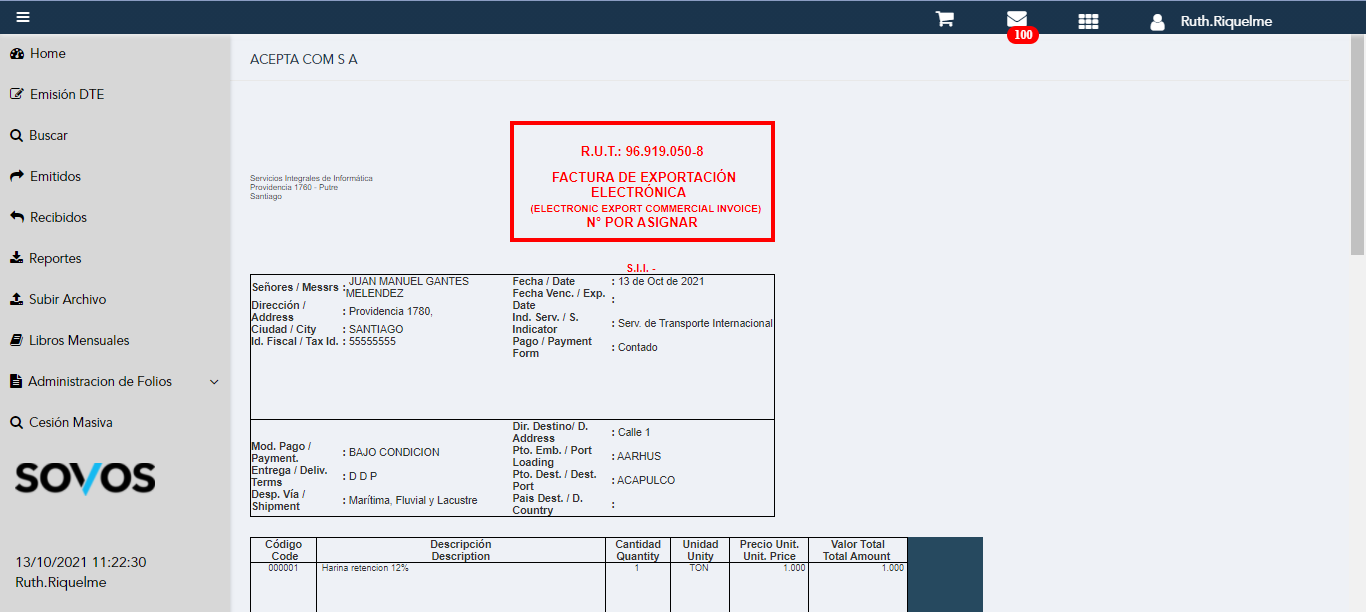 Ruth.Riquelme
100
Home
Emisión DTE
Buscar
Emitidos
Recibidos
Reportes
Subir Archivo
Libros Mensuales
Administracion de Folios
Cesión Masiva
SOVOS
13/10/2021 11:22:30
Ruth.Riquelme
ACEPTA COM S A
Servicios Integrales de Informática
Providencia 1760 - Putre
Santiago
R.U.T.: 96.919.050-8
FACTURA DE EXPORTACIÓN
ELECTRÓNICA
(ELECTRONIC EXPORT COMMERCIAL INVOICE)
N° POR ASIGNAR
S.I.I. -
Señores / Messrs : JUAN MANUEL GANTES
MELENDEZ
Dirección /
Address : Providencia 1780,
Ciudad / City : SANTIAGO
Id. Fiscal / Tax Id. : 55555555
Fecha / Date : 13 de Oct de 2021
Fecha Venc. / Exp.
Date :
Ind. Serv. / S.
Indicator : Serv. de Transporte Internacional
Pago / Payment
Form : Contado
Mod. Pago /
Payment. : BAJO CONDICION
Entrega / Deliv.
Terms : D D P
Desp. Vía /
Shipment : Marítima, Fluvial y Lacustre
Dir. Destino/ D.
Address : Calle 1
Pto. Emb. / Port
Loading : AARHUS
Pto. Dest. / Dest.
Port : ACAPULCO
Pais Dest. / D.
Country :
Código Descripción Cantidad Unidad Precio Unit. Valor Total
Code Description Quantity Unity Unit. Price Total Amount
000001 Harina retencion 12% 1 TON 1.000 1.000